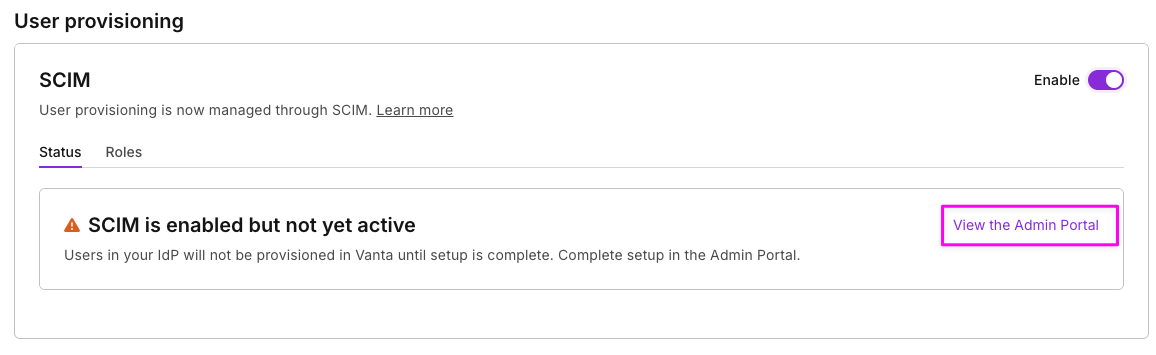 User provisioning
SCIM
Enable
User provisioning is now managed through SCIM. Learn more
Status Roles
SCIM is enabled but not yet active
View the Admin Portal
Users in your IdP will not be provisioned in Vanta until setup is complete. Complete setup in the Admin Portal.